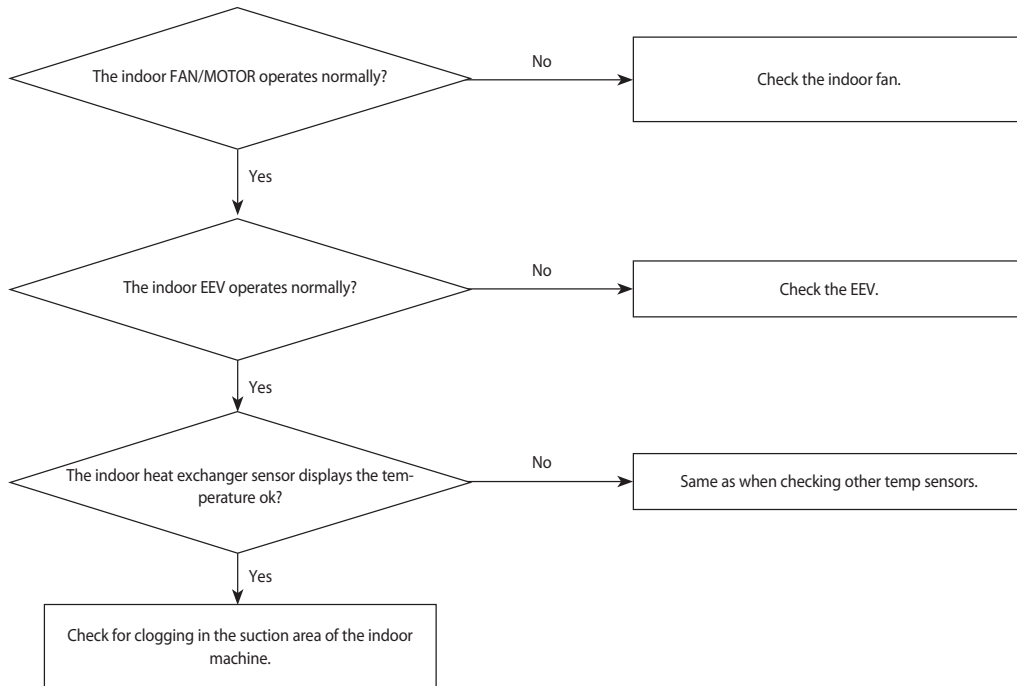 The indoor FAN/MOTOR operates normally?
No
Check the indoor fan.
Yes
The indoor EEV operates normally?
No
Check the EEV.
Yes
The indoor heat exchanger sensor displays the tem-
perature ok?
No
Same as when checking other temp sensors.
Yes
Check for clogging in the suction area of the indoor
machine.